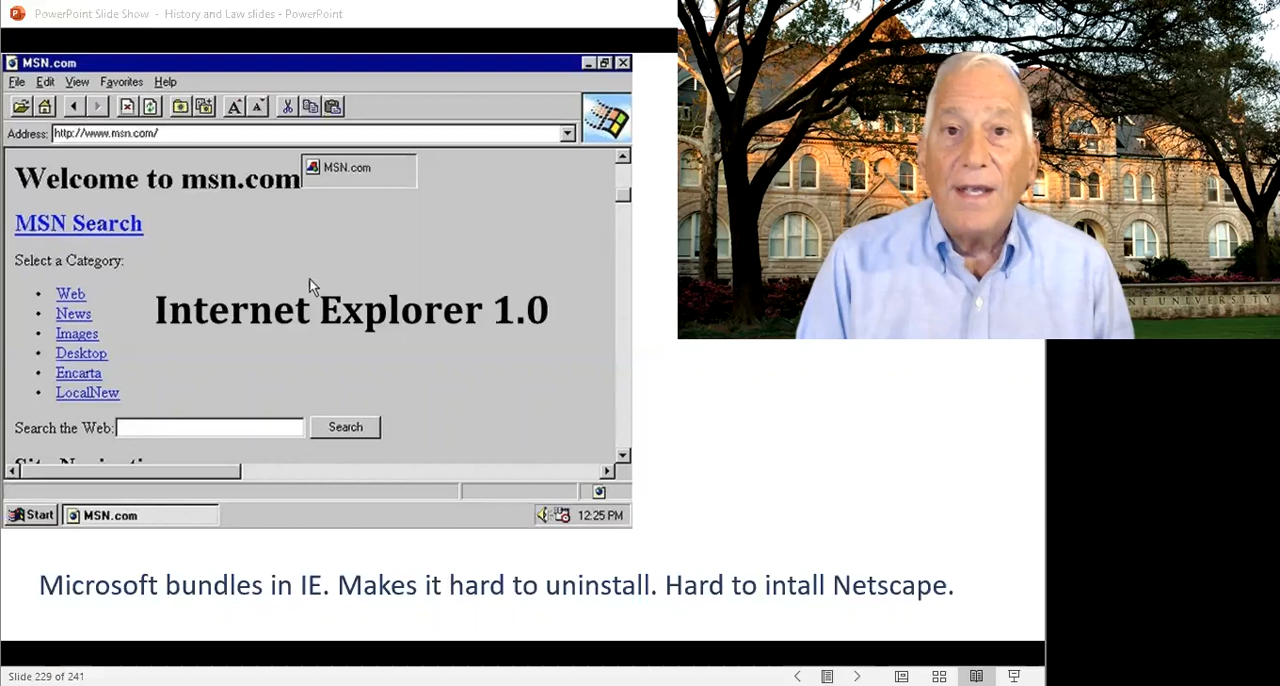 PowerPoint Slide Show - History and Law slides - PowerPoint
MSN.com
File Edit View Favorites Help
Address: http://www.msn.com/
Welcome to msn.com
MSN.com
MSN Search
Select a Category:
• Web
• News
• Images
• Desktop
• Encarta
• LocalNew
Internet Explorer 1.0
Search the Web: Search
Start MSN.com 12:25 PM
NE UNIVERSITY
Microsoft bundles in IE. Makes it hard to uninstall. Hard to intall Netscape.
Slide 229 of 241